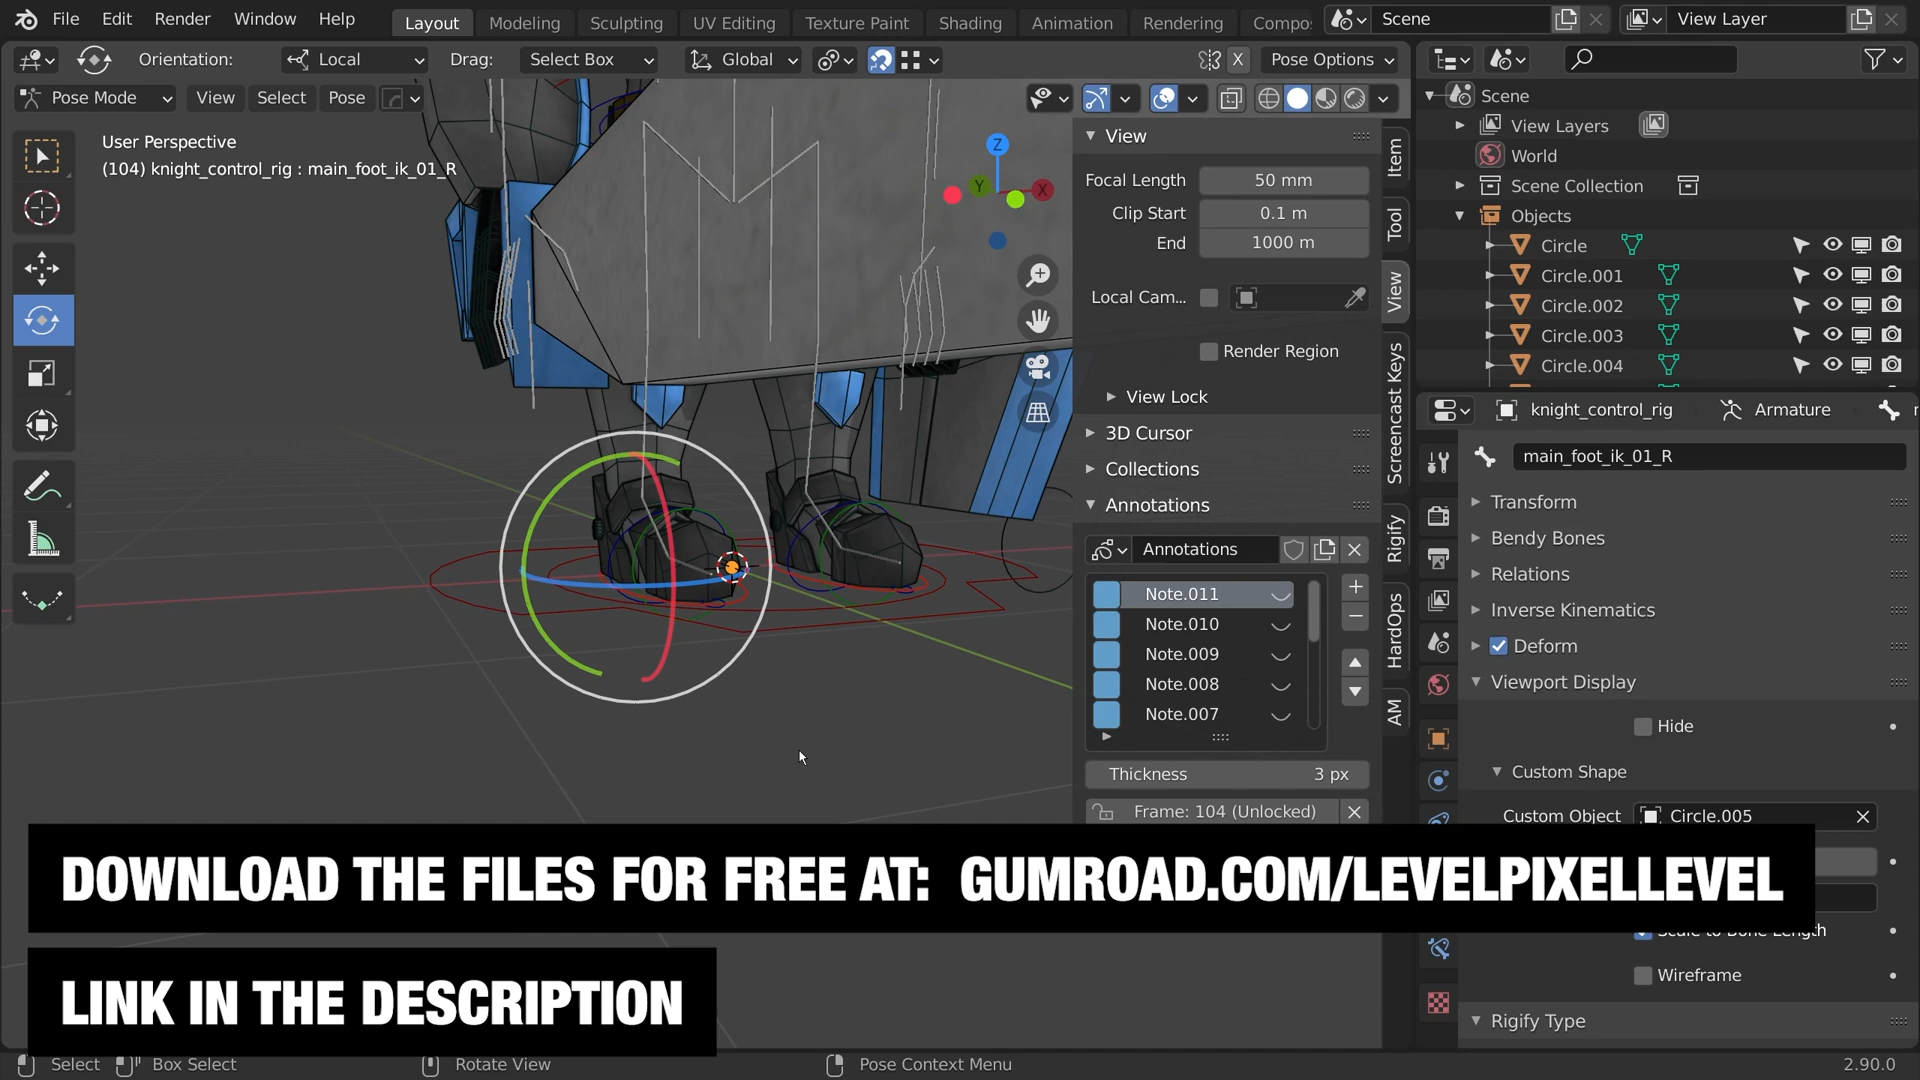 File Edit Render Window Help Layout Modeling Sculpting UV Editing Texture Paint Shading Animation Rendering Compo Scene View Layer
Orientation: Local Drag: Select Box Global X Pose Options
Pose Mode View Select Pose
User Perspective
(104) knight_control_rig : main_foot_ik_01_R
Z
Y
X
View
Focal Length 50 mm
Clip Start 0.1 m
End 1000 m
Local Cam...
Render Region
View Lock
3D Cursor
Collections
Annotations
Annotations
Note.011
Note.010
Note.009
Note.008
Note.007
Thickness 3 px
Frame: 104 (Unlocked)
Item
Tool
View
Screencast Keys
Rigify
HardOps
AM
Scene
View Layers
World
Scene Collection
Objects
Circle
Circle.001
Circle.002
Circle.003
Circle.004
knight_control_rig Armature
main_foot_ik_01_R
Transform
Bendy Bones
Relations
Inverse Kinematics
Deform
Viewport Display
Hide
Custom Shape
Custom Object Circle.005
Scale to Bone Length
Wireframe
Rigify Type
DOWNLOAD THE FILES FOR FREE AT: GUMROAD.COM/LEVELPIXELLEVEL
LINK IN THE DESCRIPTION
Select Box Select Rotate View Pose Context Menu 2.90.0